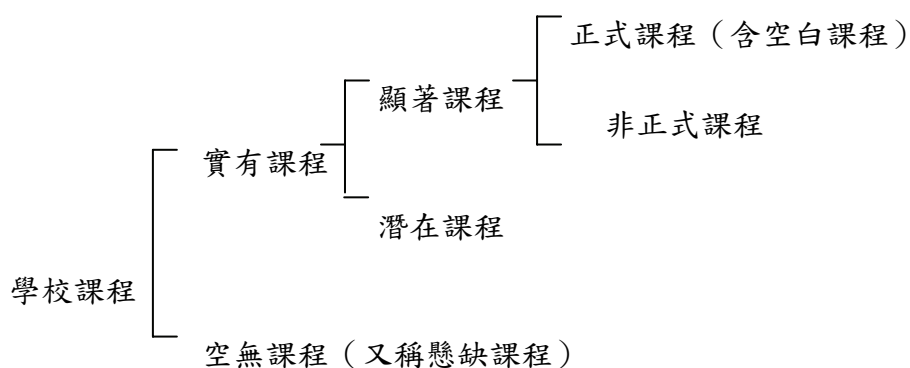 正式課程（含空白課程）
顯著課程
非正式課程
實有課程
潛在課程
學校課程
空無課程（又稱懸缺課程）